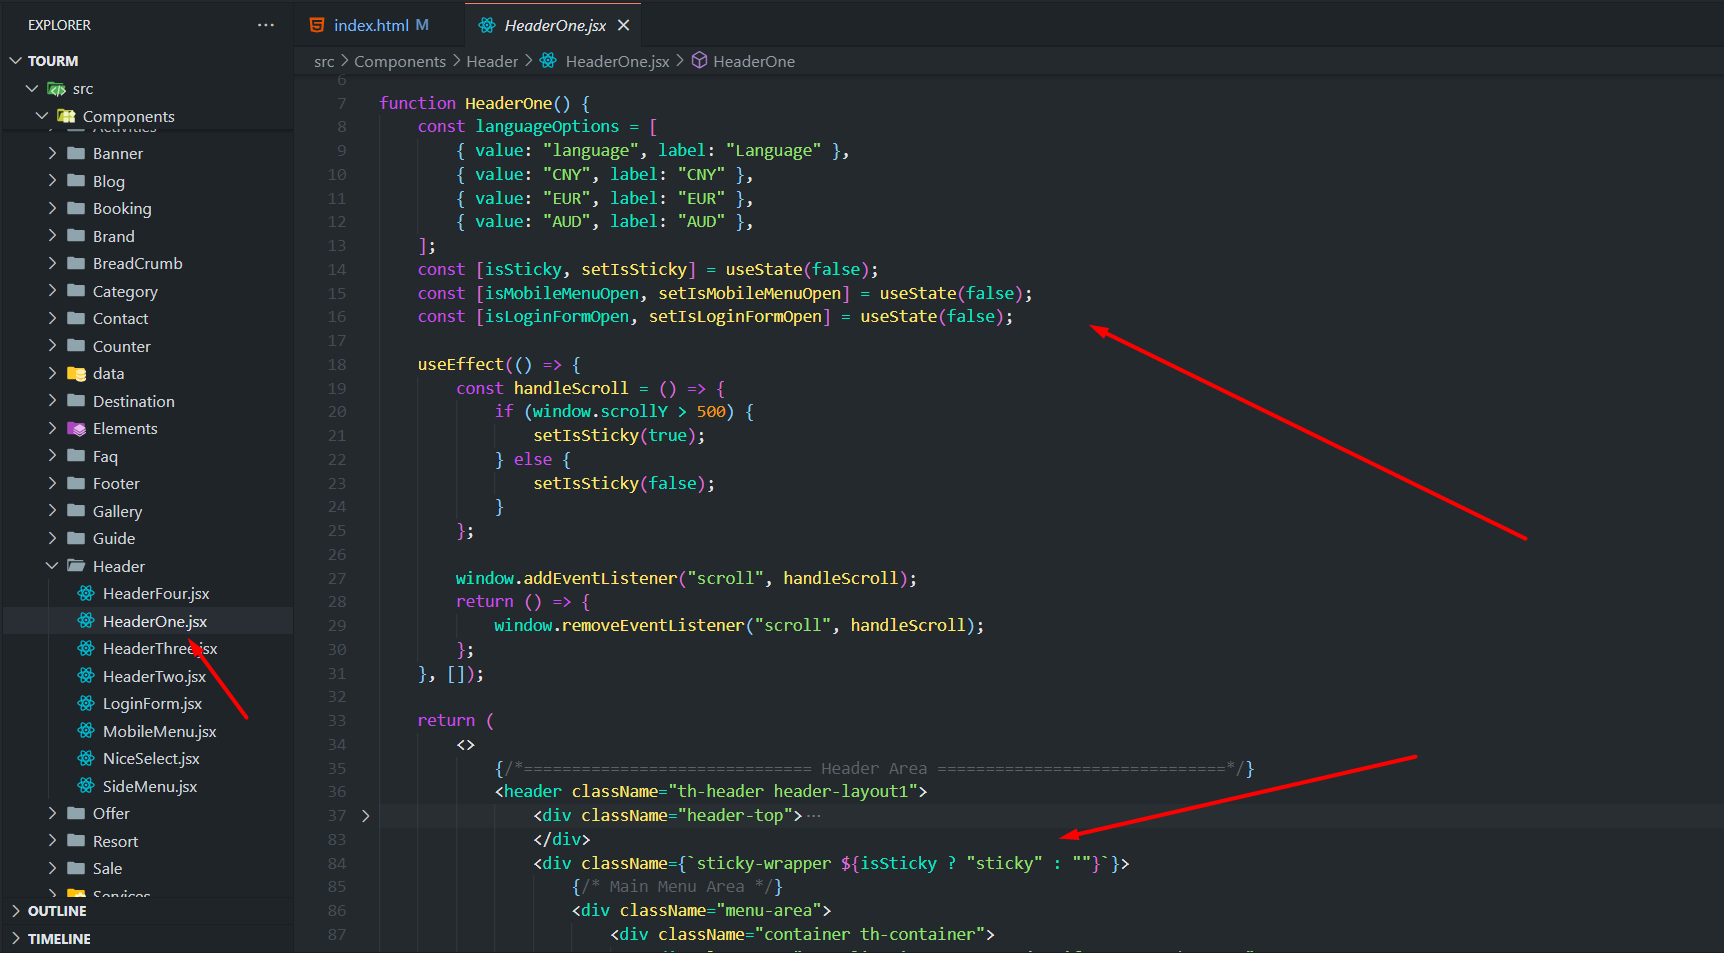 EXPLORER
···
TOURM
src
Components
Activities
Banner
Blog
Booking
Brand
BreadCrumb
Category
Contact
Counter
data
Destination
Elements
Faq
Footer
Gallery
Guide
Header
HeaderFour.jsx
HeaderOne.jsx
HeaderThree.jsx
HeaderTwo.jsx
LoginForm.jsx
MobileMenu.jsx
NiceSelect.jsx
SideMenu.jsx
Offer
Resort
Sale
Services
OUTLINE
TIMELINE
index.html M
HeaderOne.jsx
src > Components > Header > HeaderOne.jsx > HeaderOne
6
7 function HeaderOne() {
8 const languageOptions = [
9 { value: "language", label: "Language" },
10 { value: "CNY", label: "CNY" },
11 { value: "EUR", label: "EUR" },
12 { value: "AUD", label: "AUD" },
13 ];
14 const [isSticky, setIsSticky] = useState(false);
15 const [isMobileMenuOpen, setIsMobileMenuOpen] = useState(false);
16 const [isLoginFormOpen, setIsLoginFormOpen] = useState(false);
17
18 useEffect(() => {
19 const handleScroll = () => {
20 if (window.scrollY > 500) {
21 setIsSticky(true);
22 } else {
23 setIsSticky(false);
24 }
25 };
26
27 window.addEventListener("scroll", handleScroll);
28 return () => {
29 window.removeEventListener("scroll", handleScroll);
30 };
31 }, []);
32
33 return (
34 <>
35 {/*============================== Header Area ==============================*/}
36 <header className="th-header header-layout1">
37 <div className="header-top">···
83 </div>
84 <div className={`sticky-wrapper ${isSticky ? "sticky" : ""}`}>
85 {/* Main Menu Area */}
86 <div className="menu-area">
87 <div className="container th-container">